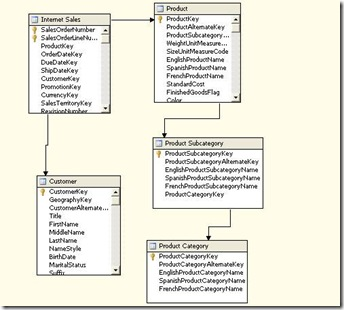 Internet Sales
SalesOrderNumber
SalesOrderLineNu...
ProductKey
OrderDateKey
DueDateKey
ShipDateKey
CustomerKey
PromotionKey
CurrencyKey
SalesTerritoryKey
RevisionNumber
Product
ProductKey
ProductAlternateKey
ProductSubcategory...
WeightUnitMeasure...
SizeUnitMeasureCode
EnglishProductName
SpanishProductName
FrenchProductName
StandardCost
FinishedGoodsFlag
Color
Product Subcategory
ProductSubcategoryKey
ProductSubcategoryAlternateKey
EnglishProductSubcategoryName
SpanishProductSubcategoryName
FrenchProductSubcategoryName
ProductCategoryKey
Customer
CustomerKey
GeographyKey
CustomerAlternate...
Title
FirstName
MiddleName
LastName
NameStyle
BirthDate
MaritalStatus
Suffix
Product Category
ProductCategoryKey
ProductCategoryAlternateKey
EnglishProductCategoryName
SpanishProductCategoryName
FrenchProductCategoryName